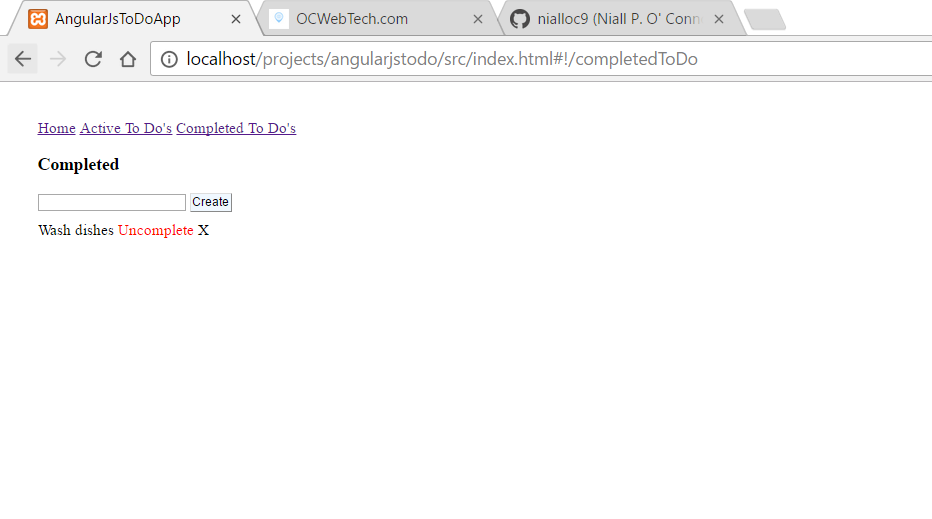 AngularJsToDoApp
OCWebTech.com
nialloc9 (Niall P. O' Conn
localhost/projects/angularjstodo/src/index.html#!/completedToDo
Home Active To Do's Completed To Do's
Completed
Create
Wash dishes Uncomplete X